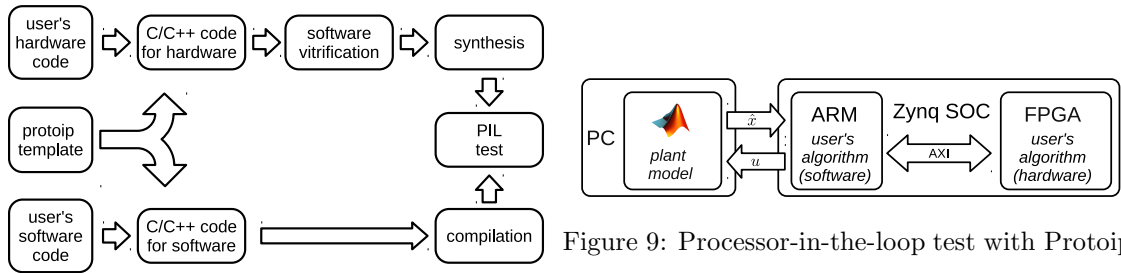 user's
hardware
code
C/C++ code
for hardware
software
vitrification
synthesis
protoip
template
PIL
test
user's
software
code
C/C++ code
for software
compilation
PC
plant
model
x̂
u
ARM
user's
algorithm
(software)
Zynq SOC
AXI
FPGA
user's
algorithm
(hardware)
Figure 9: Processor-in-the-loop test with Protoip